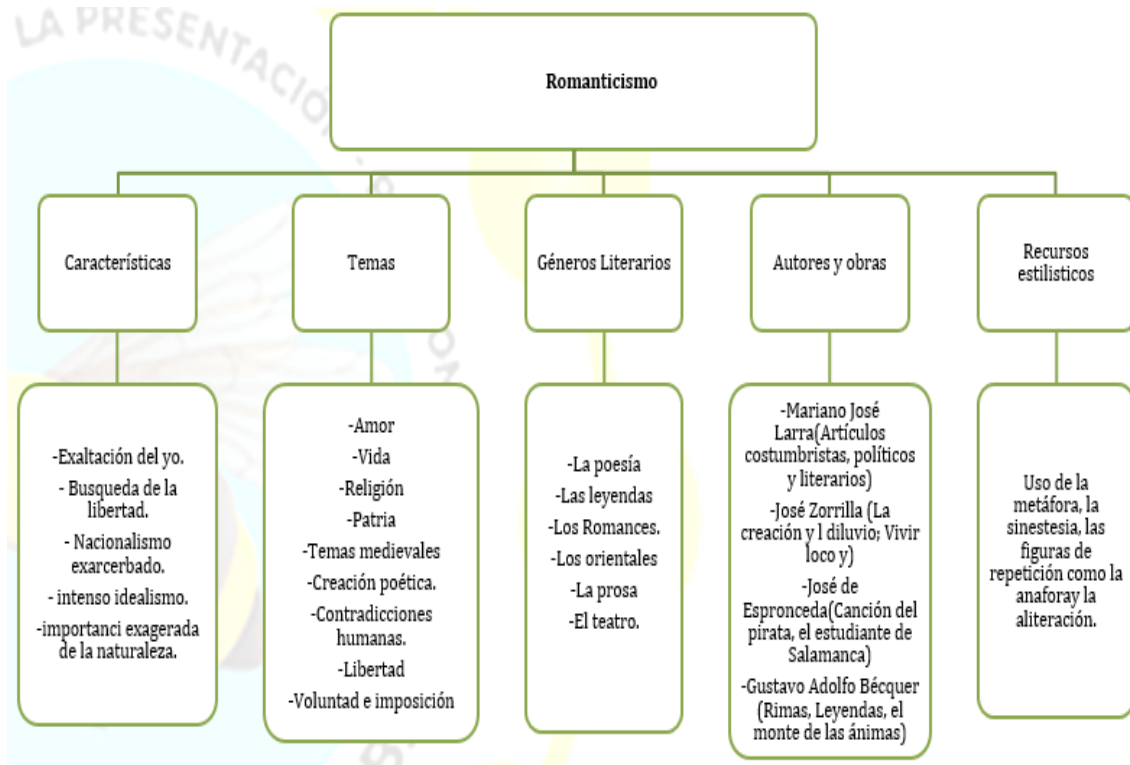 LA PRESENTACIÓN
Romanticismo
Características
Temas
Géneros Literarios
Autores y obras
Recursos
estilisticos
-Exaltación del yo.
- Busqueda de la
libertad.
- Nacionalismo
exarcerbado.
- intenso idealismo.
-importanci exagerada
de la naturaleza.
-Amor
-Vida
-Religión
-Patria
-Temas medievales
-Creación poética.
-Contradicciones
humanas.
-Libertad
-Voluntad e imposición
-La poesía
-Las leyendas
-Los Romances.
-Los orientales
-La prosa
-El teatro.
-Mariano José
Larra(Artículos
costumbristas, políticos
y literarios)
-José Zorrilla (La
creación y l diluvio; Vivir
loco y)
-José de
Espronceda(Canción del
pirata, el estudiante de
Salamanca)
-Gustavo Adolfo Bécquer
(Rimas, Leyendas, el
monte de las ánimas)
Uso de la
metáfora, la
sinestesia, las
figuras de
repetición como la
anaforay la
aliteración.